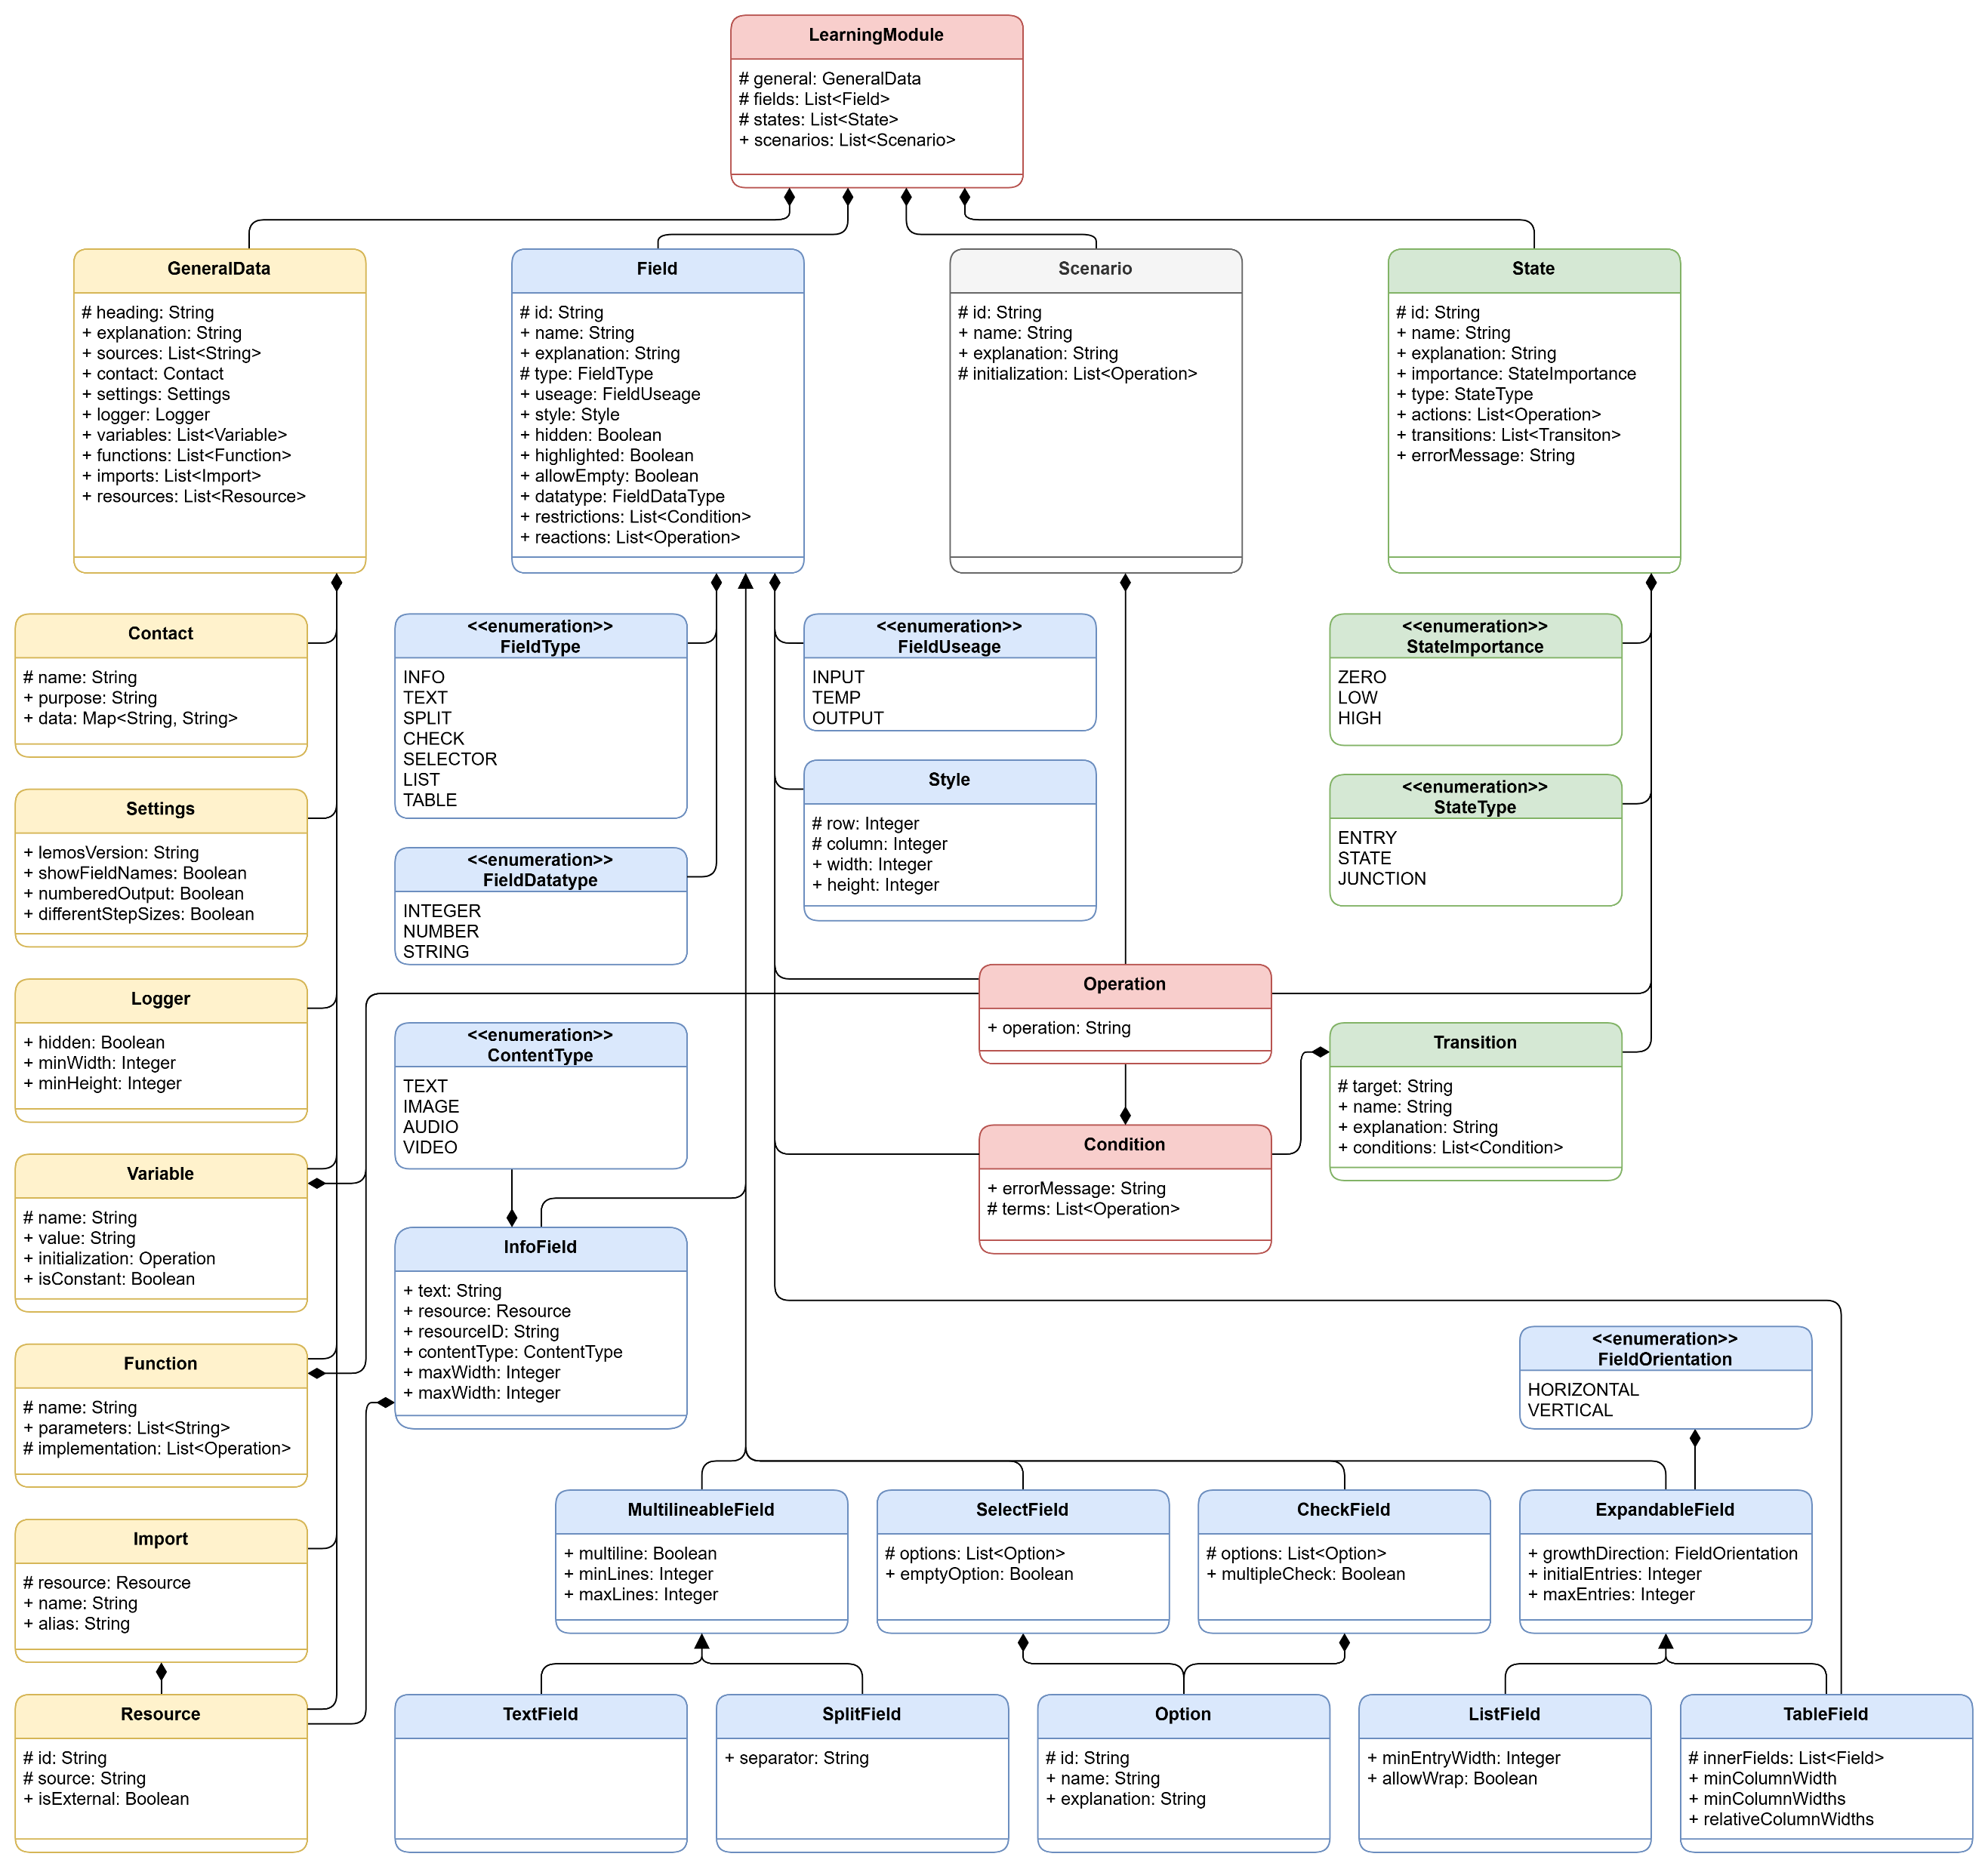 LearningModule
# general: GeneralData
# fields: List<Field>
# states: List<State>
+ scenarios: List<Scenario>
GeneralData
# heading: String
+ explanation: String
+ sources: List<String>
+ contact: Contact
+ settings: Settings
+ logger: Logger
+ variables: List<Variable>
+ functions: List<Function>
+ imports: List<Import>
+ resources: List<Resource>
Field
# id: String
+ name: String
+ explanation: String
# type: FieldType
+ useage: FieldUseage
+ style: Style
+ hidden: Boolean
+ highlighted: Boolean
+ allowEmpty: Boolean
+ datatype: FieldDataType
+ restrictions: List<Condition>
+ reactions: List<Operation>
Scenario
# id: String
+ name: String
+ explanation: String
# initialization: List<Operation>
State
# id: String
+ name: String
+ explanation: String
+ importance: StateImportance
+ type: StateType
+ actions: List<Operation>
+ transitions: List<Transiton>
+ errorMessage: String
Contact
# name: String
+ purpose: String
+ data: Map<String, String>
<<enumeration>>
FieldType
INFO
TEXT
SPLIT
CHECK
SELECTOR
LIST
TABLE
<<enumeration>>
FieldUseage
INPUT
TEMP
OUTPUT
<<enumeration>>
StateImportance
ZERO
LOW
HIGH
Settings
+ lemosVersion: String
+ showFieldNames: Boolean
+ numberedOutput: Boolean
+ differentStepSizes: Boolean
<<enumeration>>
FieldDatatype
INTEGER
NUMBER
STRING
Style
# row: Integer
# column: Integer
+ width: Integer
+ height: Integer
<<enumeration>>
StateType
ENTRY
STATE
JUNCTION
Logger
+ hidden: Boolean
+ minWidth: Integer
+ minHeight: Integer
<<enumeration>>
ContentType
TEXT
IMAGE
AUDIO
VIDEO
Operation
+ operation: String
Transition
# target: String
+ name: String
+ explanation: String
+ conditions: List<Condition>
Condition
+ errorMessage: String
# terms: List<Operation>
Variable
# name: String
+ value: String
+ initialization: Operation
+ isConstant: Boolean
InfoField
+ text: String
+ resource: Resource
+ resourceID: String
+ contentType: ContentType
+ maxWidth: Integer
+ maxWidth: Integer
<<enumeration>>
FieldOrientation
HORIZONTAL
VERTICAL
Function
# name: String
+ parameters: List<String>
# implementation: List<Operation>
MultilineableField
+ multiline: Boolean
+ minLines: Integer
+ maxLines: Integer
SelectField
# options: List<Option>
+ emptyOption: Boolean
CheckField
# options: List<Option>
+ multipleCheck: Boolean
ExpandableField
+ growthDirection: FieldOrientation
+ initialEntries: Integer
+ maxEntries: Integer
Import
# resource: Resource
+ name: String
+ alias: String
Resource
# id: String
# source: String
+ isExternal: Boolean
TextField
SplitField
+ separator: String
Option
# id: String
+ name: String
+ explanation: String
ListField
+ minEntryWidth: Integer
+ allowWrap: Boolean
TableField
# innerFields: List<Field>
+ minColumnWidth
+ minColumnWidths
+ relativeColumnWidths